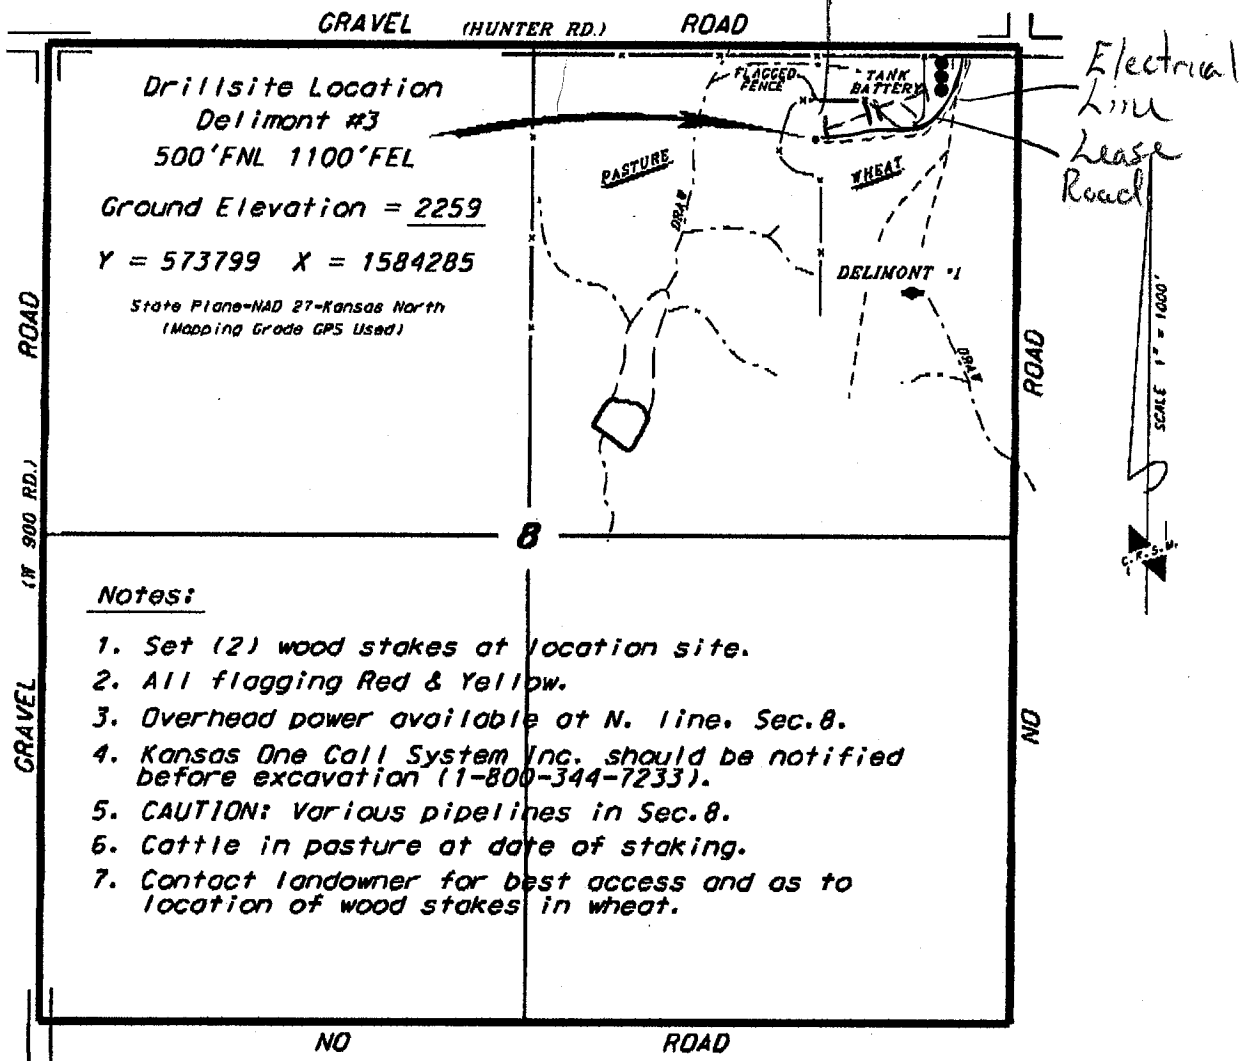 GRAVEL (HUNTER RD.) ROAD
Drillsite Location
Delimont #3
500'FNL 1100'FEL
Ground Elevation = 2259
Y = 573799 X = 1584285
State Plane-NAD 27-Kansas North
(Mapping Grade GPS Used)
FLAGGED
FENCE
TANK
BATTERY
Electrical
Line
Lease
Road
PASTURE
WHEAT
DRAW
DELIMONT #1
DRAW
ROAD
(N 900 RD.)
GRAVEL
ROAD
NO
SCALE 1" = 1000'
C.R.S.M.
8
Notes:
1. Set (2) wood stakes at location site.
2. All flagging Red & Yellow.
3. Overhead power available at N. line. Sec.8.
4. Kansas One Call System Inc. should be notified
before excavation (1-800-344-7233).
5. CAUTION: Various pipelines in Sec.8.
6. Cattle in pasture at date of staking.
7. Contact landowner for best access and as to
location of wood stakes in wheat.
NO ROAD